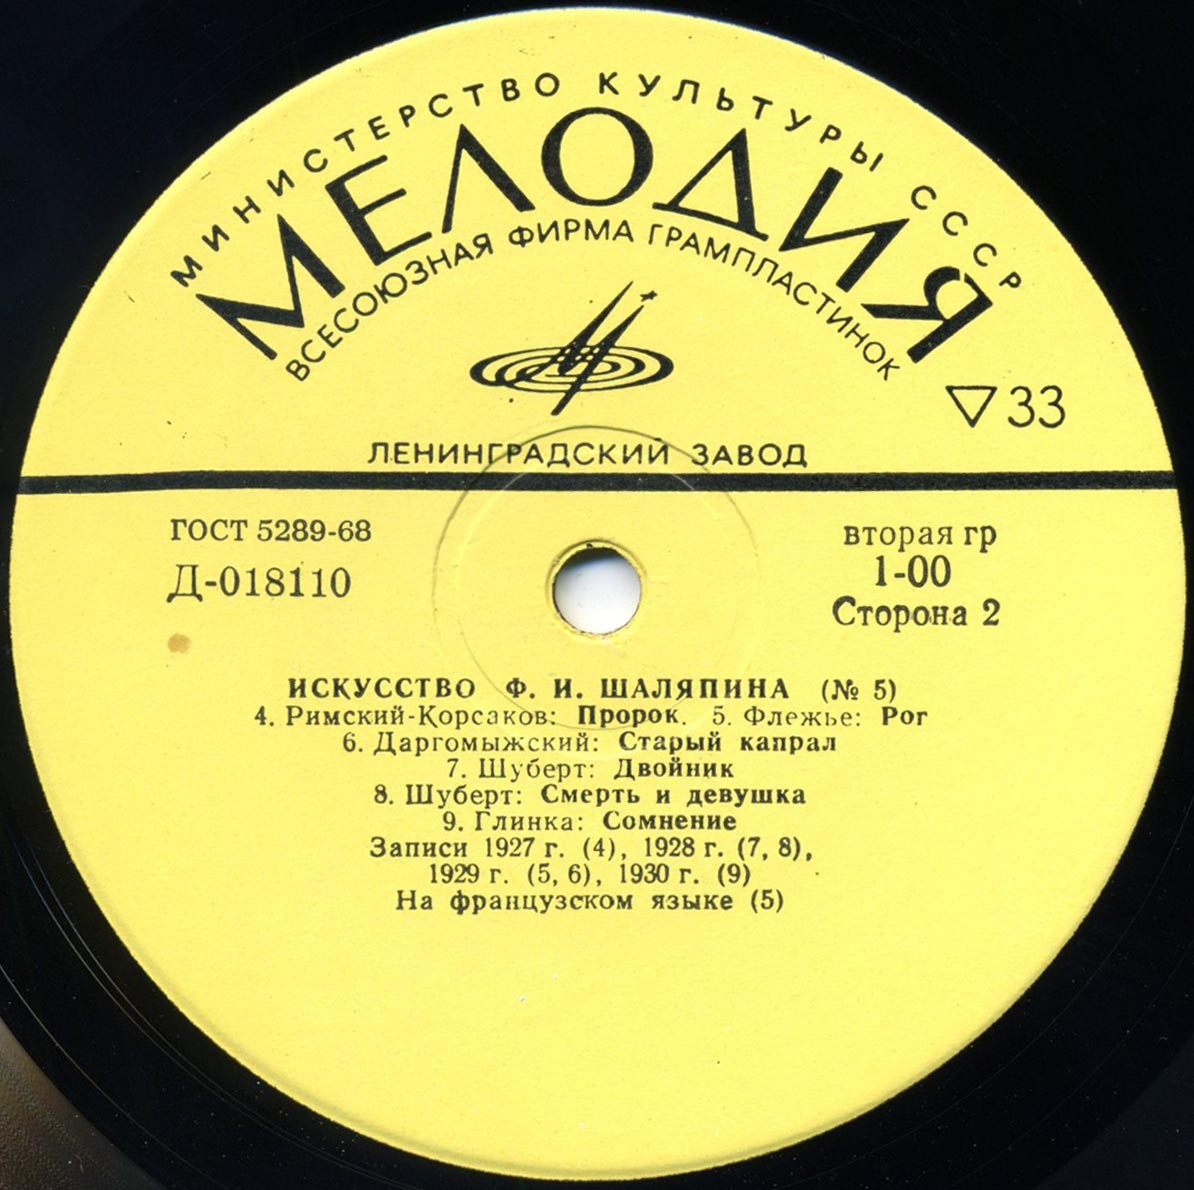 МИНИСТЕРСТВО КУЛЬТУРЫ СССР
МЕЛОДИЯ
ВСЕСОЮЗНАЯ ФИРМА ГРАМПЛАСТИНОК
▽33
ЛЕНИНГРАДСКИЙ ЗАВОД
ГОСТ 5289-68
Д-018110
вторая гр
1-00
Сторона 2
ИСКУССТВО Ф. И. ШАЛЯПИНА (№ 5)
4. Римский-Корсаков: Пророк. 5. Флежье: Рог
6. Даргомыжский: Старый капрал
7. Шуберт: Двойник
8. Шуберт: Смерть и девушка
9. Глинка: Сомнение
Записи 1927 г. (4), 1928 г. (7, 8),
1929 г. (5, 6), 1930 г. (9)
На французском языке (5)